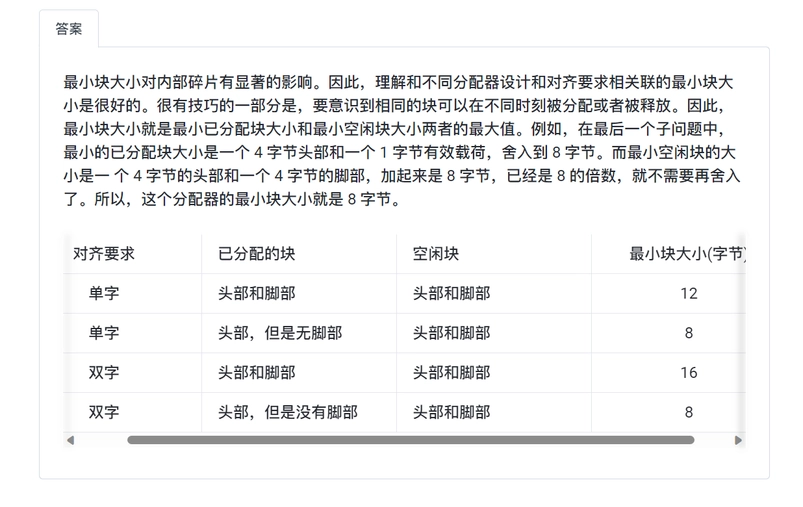 答案
最小块大小对内部碎片有显著的影响。因此，理解和不同分配器设计和对齐要求相关联的最小块大
小是很好的。很有技巧的一部分是，要意识到相同的块可以在不同时刻被分配或者被释放。因此，
最小块大小就是最小已分配块大小和最小空闲块大小两者的最大值。例如，在最后一个子问题中，
最小的已分配块大小是一个 4 字节头部和一个 1 字节有效载荷，舍入到 8 字节。而最小空闲块的大
小是一 个 4 字节的头部和一个 4 字节的脚部，加起来是 8 字节，已经是 8 的倍数，就不需要再舍入
了。所以，这个分配器的最小块大小就是 8 字节。
对齐要求 已分配的块 空闲块 最小块大小(字节)
单字 头部和脚部 头部和脚部 12
单字 头部，但是无脚部 头部和脚部 8
双字 头部和脚部 头部和脚部 16
双字 头部，但是没有脚部 头部和脚部 8